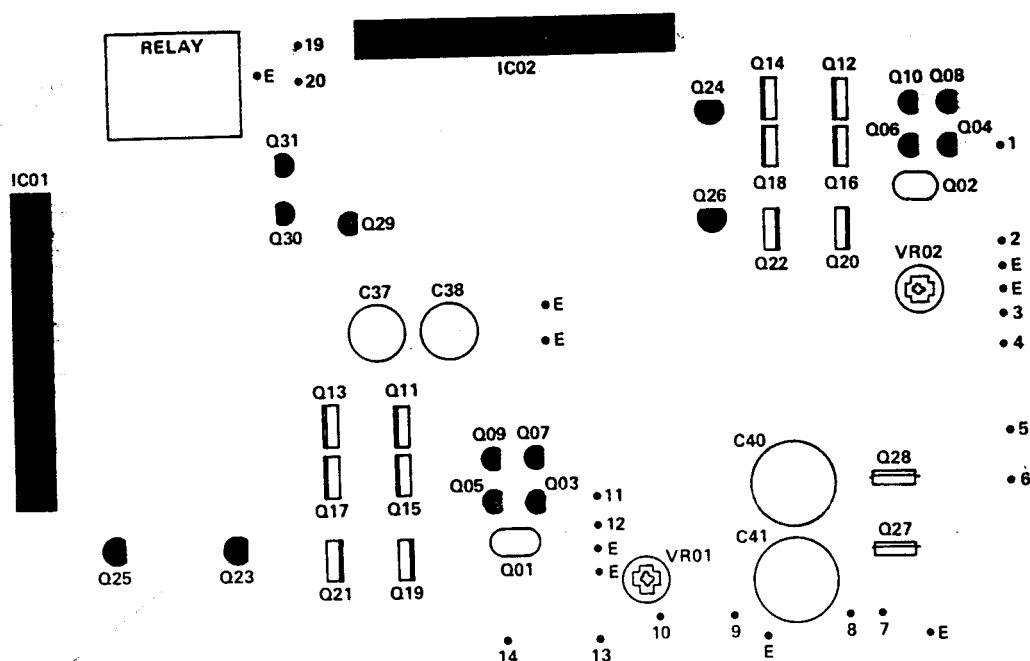 RELAY
19
E
20
IC02
Q14
Q12
Q10
Q08
Q24
Q06
Q04
1
Q31
IC01
Q18
Q16
Q02
Q26
Q30
Q29
Q22
Q20
2
VR02
E
E
3
4
C37
C38
E
E
Q13
Q11
Q09
Q07
5
C40
Q28
6
Q05
Q03
11
Q17
Q15
12
C41
Q27
E
E
VR01
Q25
Q23
Q21
Q19
Q01
10
9
8
7
E
E
14
13